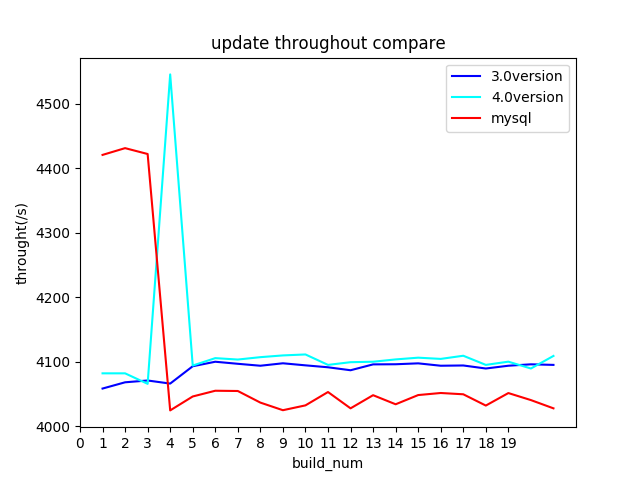 update throughout compare
3.0version
4.0version
mysql
throught(/s)
4500
4400
4300
4200
4100
4000
0 1 2 3 4 5 6 7 8 9 10 11 12 13 14 15 16 17 18 19
build_num